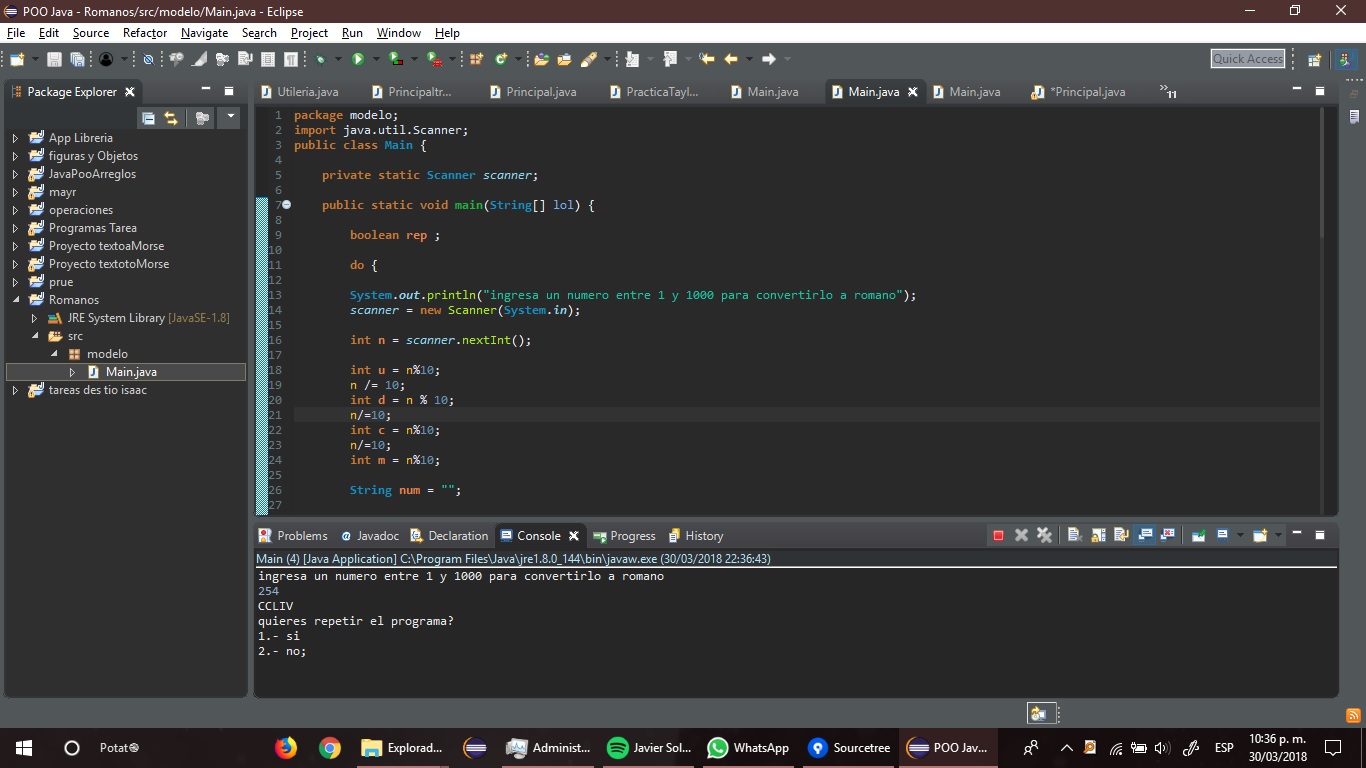 POO Java - Romanos/src/modelo/Main.java - Eclipse
File Edit Source Refactor Navigate Search Project Run Window Help
Quick Access
Package Explorer
App Libreria
figuras y Objetos
JavaPooArreglos
mayr
operaciones
Programas Tarea
Proyecto textoaMorse
Proyecto textotoMorse
prue
Romanos
JRE System Library [JavaSE-1.8]
src
modelo
Main.java
tareas des tio isaac
Utileria.java Principaltr... Principal.java PracticaTayl... Main.java Main.java Main.java *Principal.java »11
1 package modelo;
2 import java.util.Scanner;
3 public class Main {
4
5 private static Scanner scanner;
6
7 public static void main(String[] lol) {
8
9 boolean rep ;
10
11 do {
12
13 System.out.println("ingresa un numero entre 1 y 1000 para convertirlo a romano");
14 scanner = new Scanner(System.in);
15
16 int n = scanner.nextInt();
17
18 int u = n%10;
19 n /= 10;
20 int d = n % 10;
21 n/=10;
22 int c = n%10;
23 n/=10;
24 int m = n%10;
25
26 String num = "";
27
Problems Javadoc Declaration Console Progress History
Main (4) [Java Application] C:\Program Files\Java\jre1.8.0_144\bin\javaw.exe (30/03/2018 22:36:43)
ingresa un numero entre 1 y 1000 para convertirlo a romano
254
CCLIV
quieres repetir el programa?
1.- si
2.- no;
Potat⊕ Explorad... Administ... Javier Sol... WhatsApp Sourcetree POO Jav... ESP 10:36 p. m.
30/03/2018